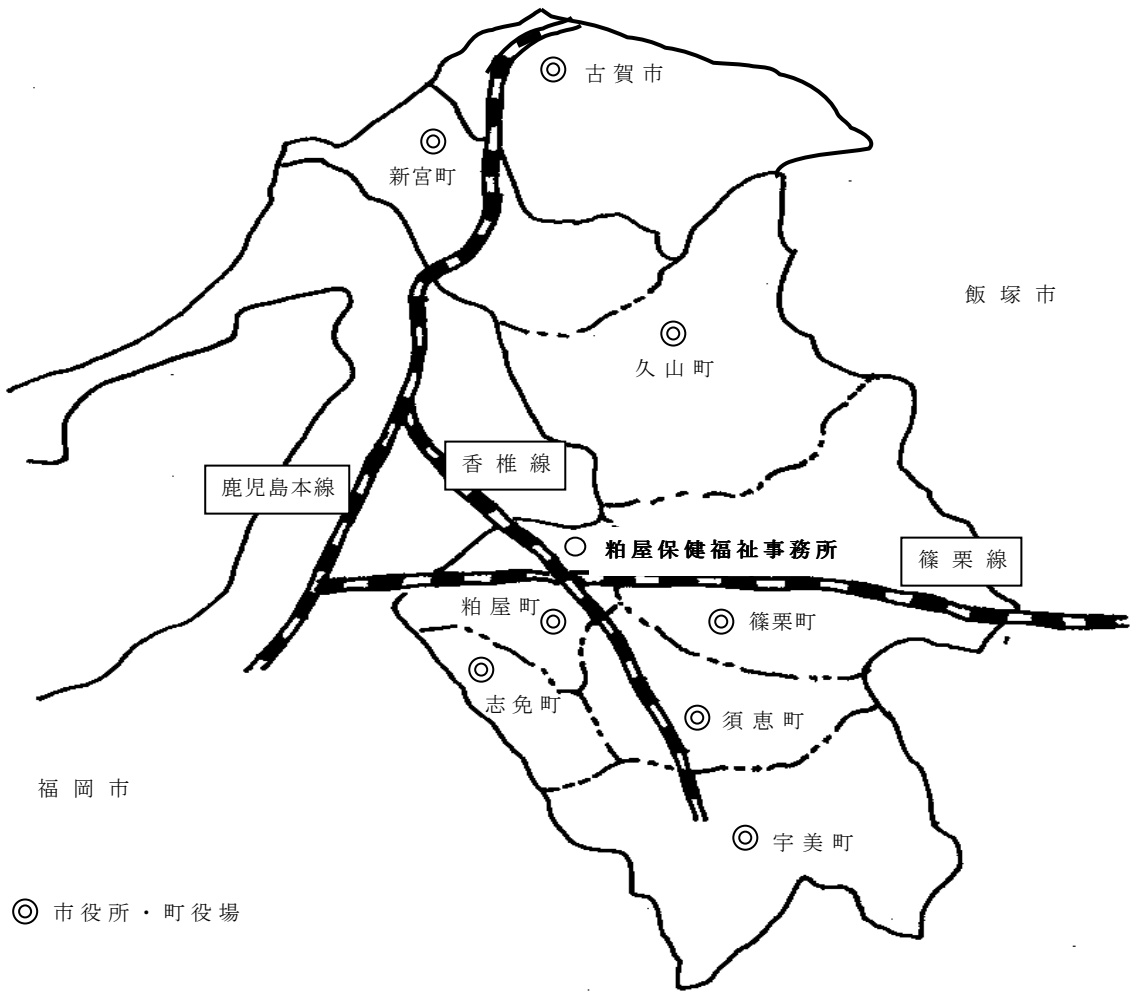 古賀市
新宮町
飯塚市
久山町
香椎線
鹿児島本線
粕屋保健福祉事務所
篠栗線
粕屋町
篠栗町
志免町
須恵町
福岡市
宇美町
市役所・町役場